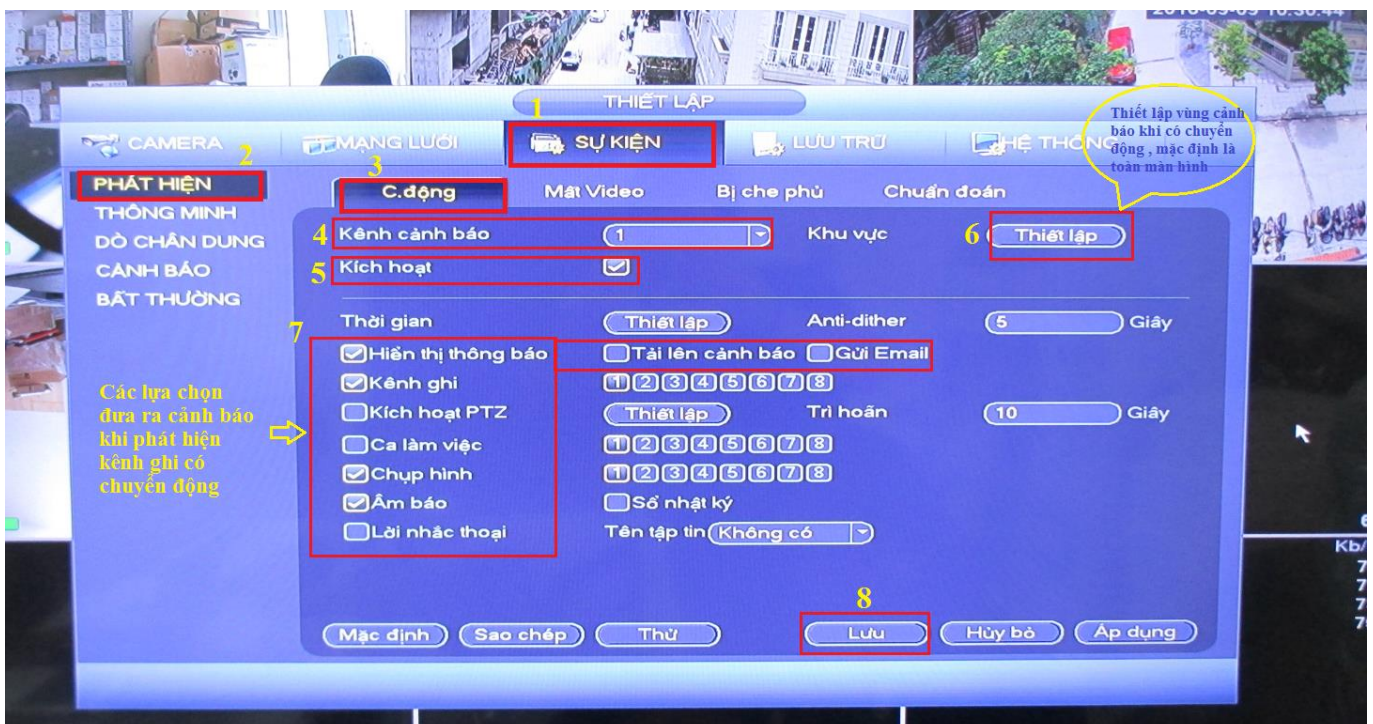 THIẾT LẬP
1
Thiết lập vùng cảnh
báo khi có chuyển
động , mặc định là
toàn màn hình
CAMERA
MẠNG LƯỚI
SỰ KIỆN
LƯU TRỮ
HỆ THỐNG
2
3
PHÁT HIỆN
THÔNG MINH
DÒ CHÂN DUNG
CẢNH BÁO
BẤT THƯỜNG
C.động
Mất Video
Bị che phủ
Chuẩn đoán
4 Kênh cảnh báo 1 Khu vực 6 Thiết lập
5 Kích hoạt
7 Thời gian Thiết lập Anti-dither 5 Giây
Hiển thị thông báo Tải lên cảnh báo Gửi Email
Kênh ghi 1 2 3 4 5 6 7 8
Kích hoạt PTZ Thiết lập Trì hoãn 10 Giây
Ca làm việc 1 2 3 4 5 6 7 8
Chụp hình 1 2 3 4 5 6 7 8
Âm báo Sổ nhật ký
Lời nhắc thoại Tên tập tin Không có
Các lựa chọn
đưa ra cảnh báo
khi phát hiện
kênh ghi có
chuyển động
8
Mặc định Sao chép Thử Lưu Hủy bỏ Áp dụng
Kb/
7
7
7